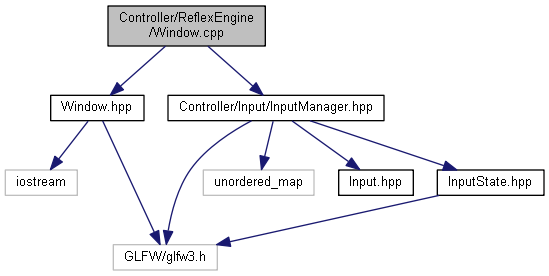 Controller/ReflexEngine
/Window.cpp
Window.hpp
Controller/Input/InputManager.hpp
iostream
unordered_map
Input.hpp
InputState.hpp
GLFW/glfw3.h